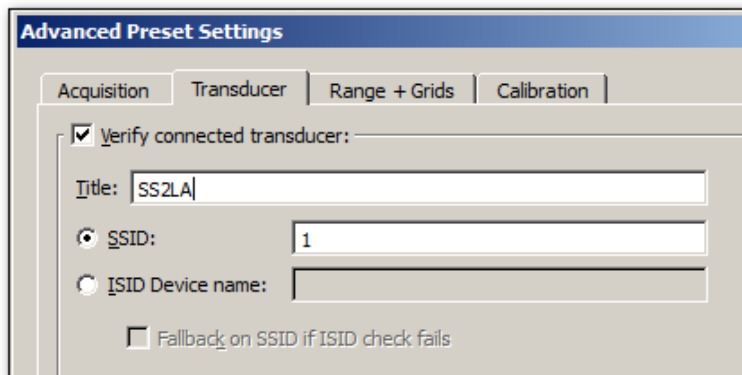 Advanced Preset Settings
Acquisition Transducer Range + Grids Calibration
Verify connected transducer:
Title: SS2LA
SSID: 1
ISID Device name:
Fallback on SSID if ISID check fails